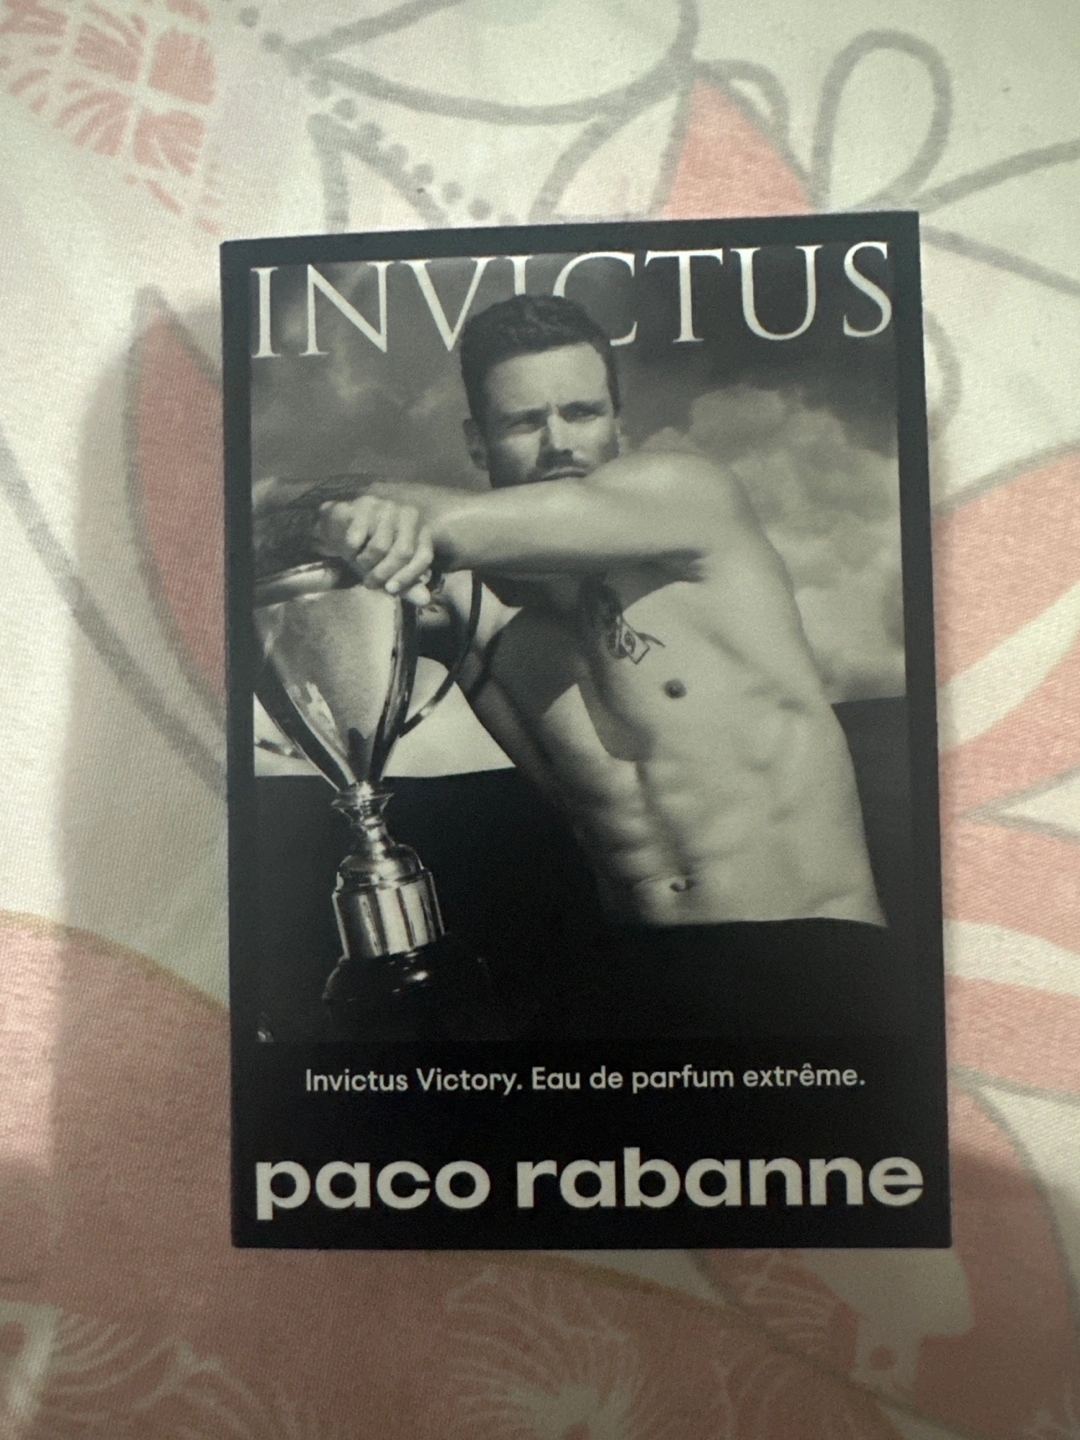 INVICTUS
Invictus Victory. Eau de parfum extrême.
paco rabanne